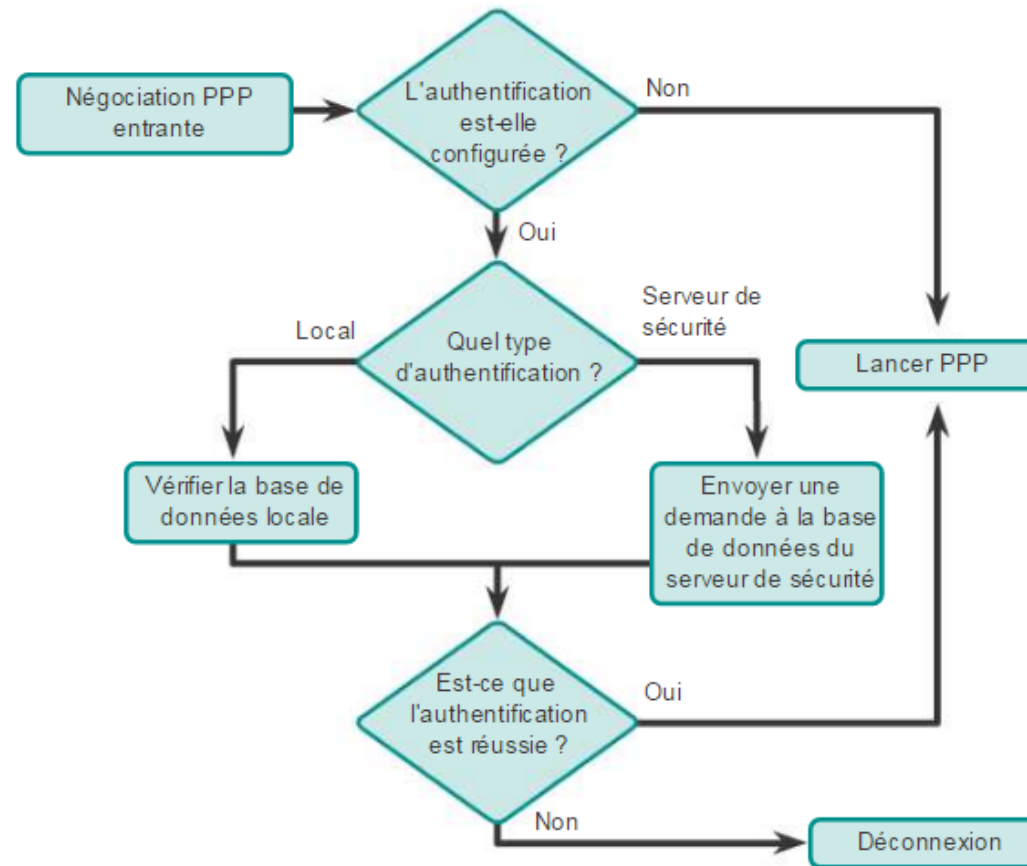 Négociation PPP
entrante
L'authentification
est-elle
configurée ?
Non
Oui
Quel type
d'authentification ?
Local
Serveur de
sécurité
Lancer PPP
Vérifier la base de
données locale
Envoyer une
demande à la base
de données du
serveur de sécurité
Est-ce que
l'authentification
est réussie ?
Oui
Non
Déconnexion